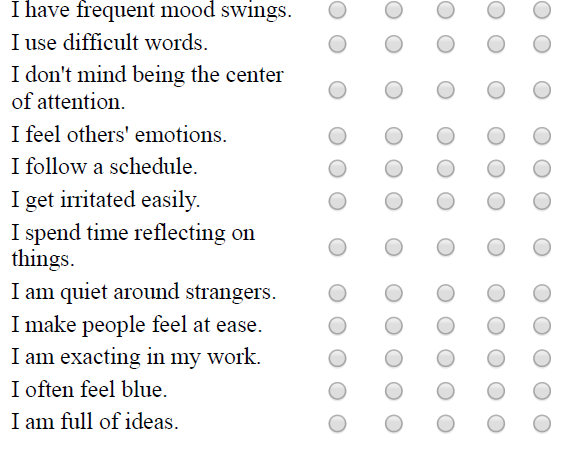 I have frequent mood swings.
I use difficult words.
I don't mind being the center
of attention.
I feel others' emotions.
I follow a schedule.
I get irritated easily.
I spend time reflecting on
things.
I am quiet around strangers.
I make people feel at ease.
I am exacting in my work.
I often feel blue.
I am full of ideas.